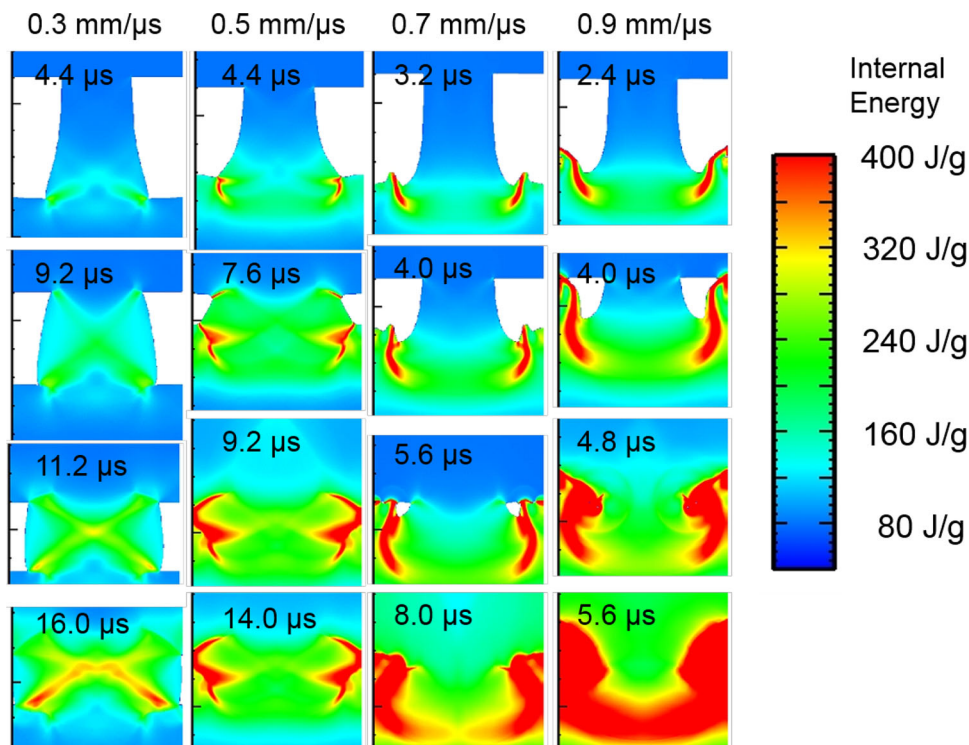 0.3 mm/µs 0.5 mm/µs 0.7 mm/µs 0.9 mm/µs
4.4 µs 4.4 µs 3.2 µs 2.4 µs
9.2 µs 7.6 µs 4.0 µs 4.0 µs
11.2 µs 9.2 µs 5.6 µs 4.8 µs
16.0 µs 14.0 µs 8.0 µs 5.6 µs
Internal
Energy
400 J/g
320 J/g
240 J/g
160 J/g
80 J/g